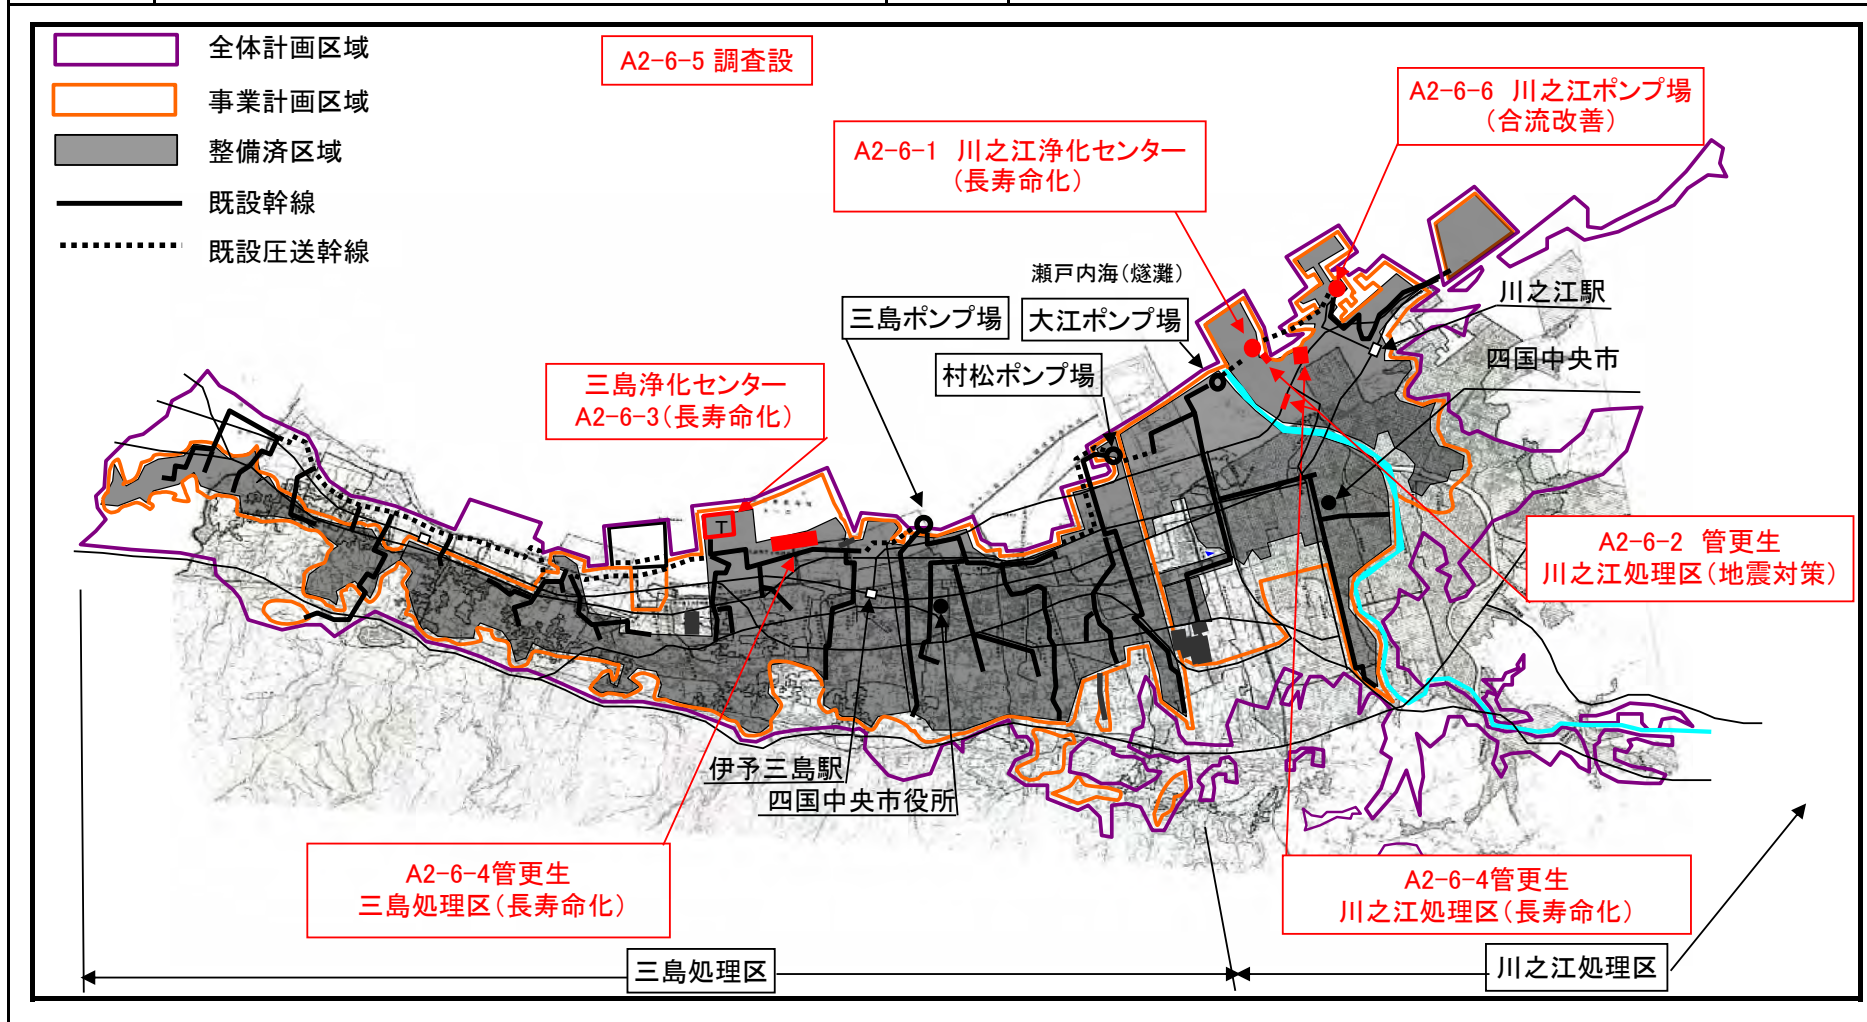 全体計画区域
事業計画区域
整備済区域
既設幹線
既設圧送幹線
A2-6-5 調査設
A2-6-6 川之江ポンプ場
（合流改善）
A2-6-1 川之江浄化センター
（長寿命化）
瀬戸内海（燧灘）
三島ポンプ場
大江ポンプ場
川之江駅
村松ポンプ場
四国中央市
三島浄化センター
A2-6-3（長寿命化）
T
A2-6-2 管更生
川之江処理区（地震対策）
伊予三島駅
四国中央市役所
A2-6-4管更生
三島処理区（長寿命化）
A2-6-4管更生
川之江処理区（長寿命化）
三島処理区
川之江処理区